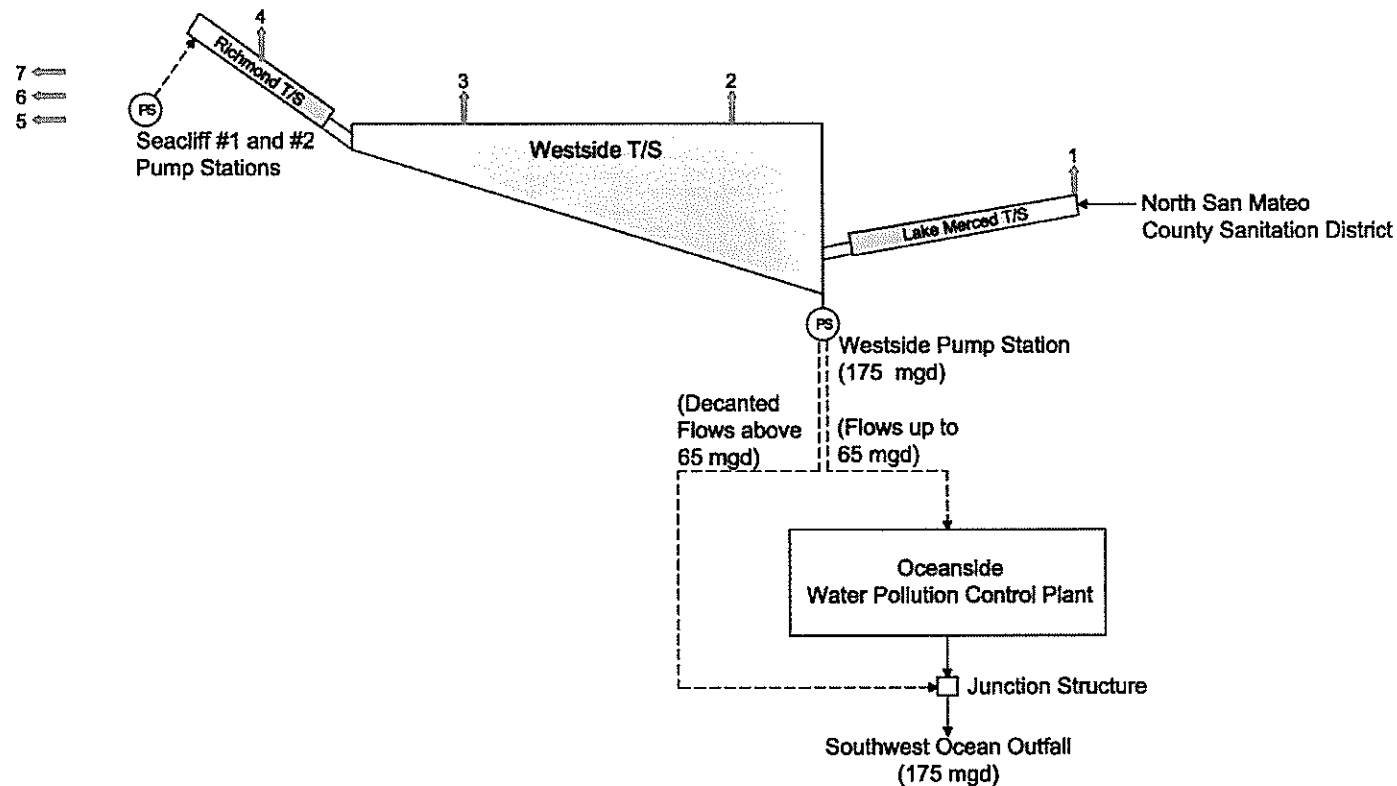 4
Richmond T/S
7
6
5
PS
Seacliff #1 and #2
Pump Stations
3
2
Westside T/S
1
Lake Merced T/S
North San Mateo
County Sanitation District
PS
Westside Pump Station
(175 mgd)
(Decanted
Flows above
65 mgd)
(Flows up to
65 mgd)
Oceanside
Water Pollution Control Plant
Junction Structure
Southwest Ocean Outfall
(175 mgd)